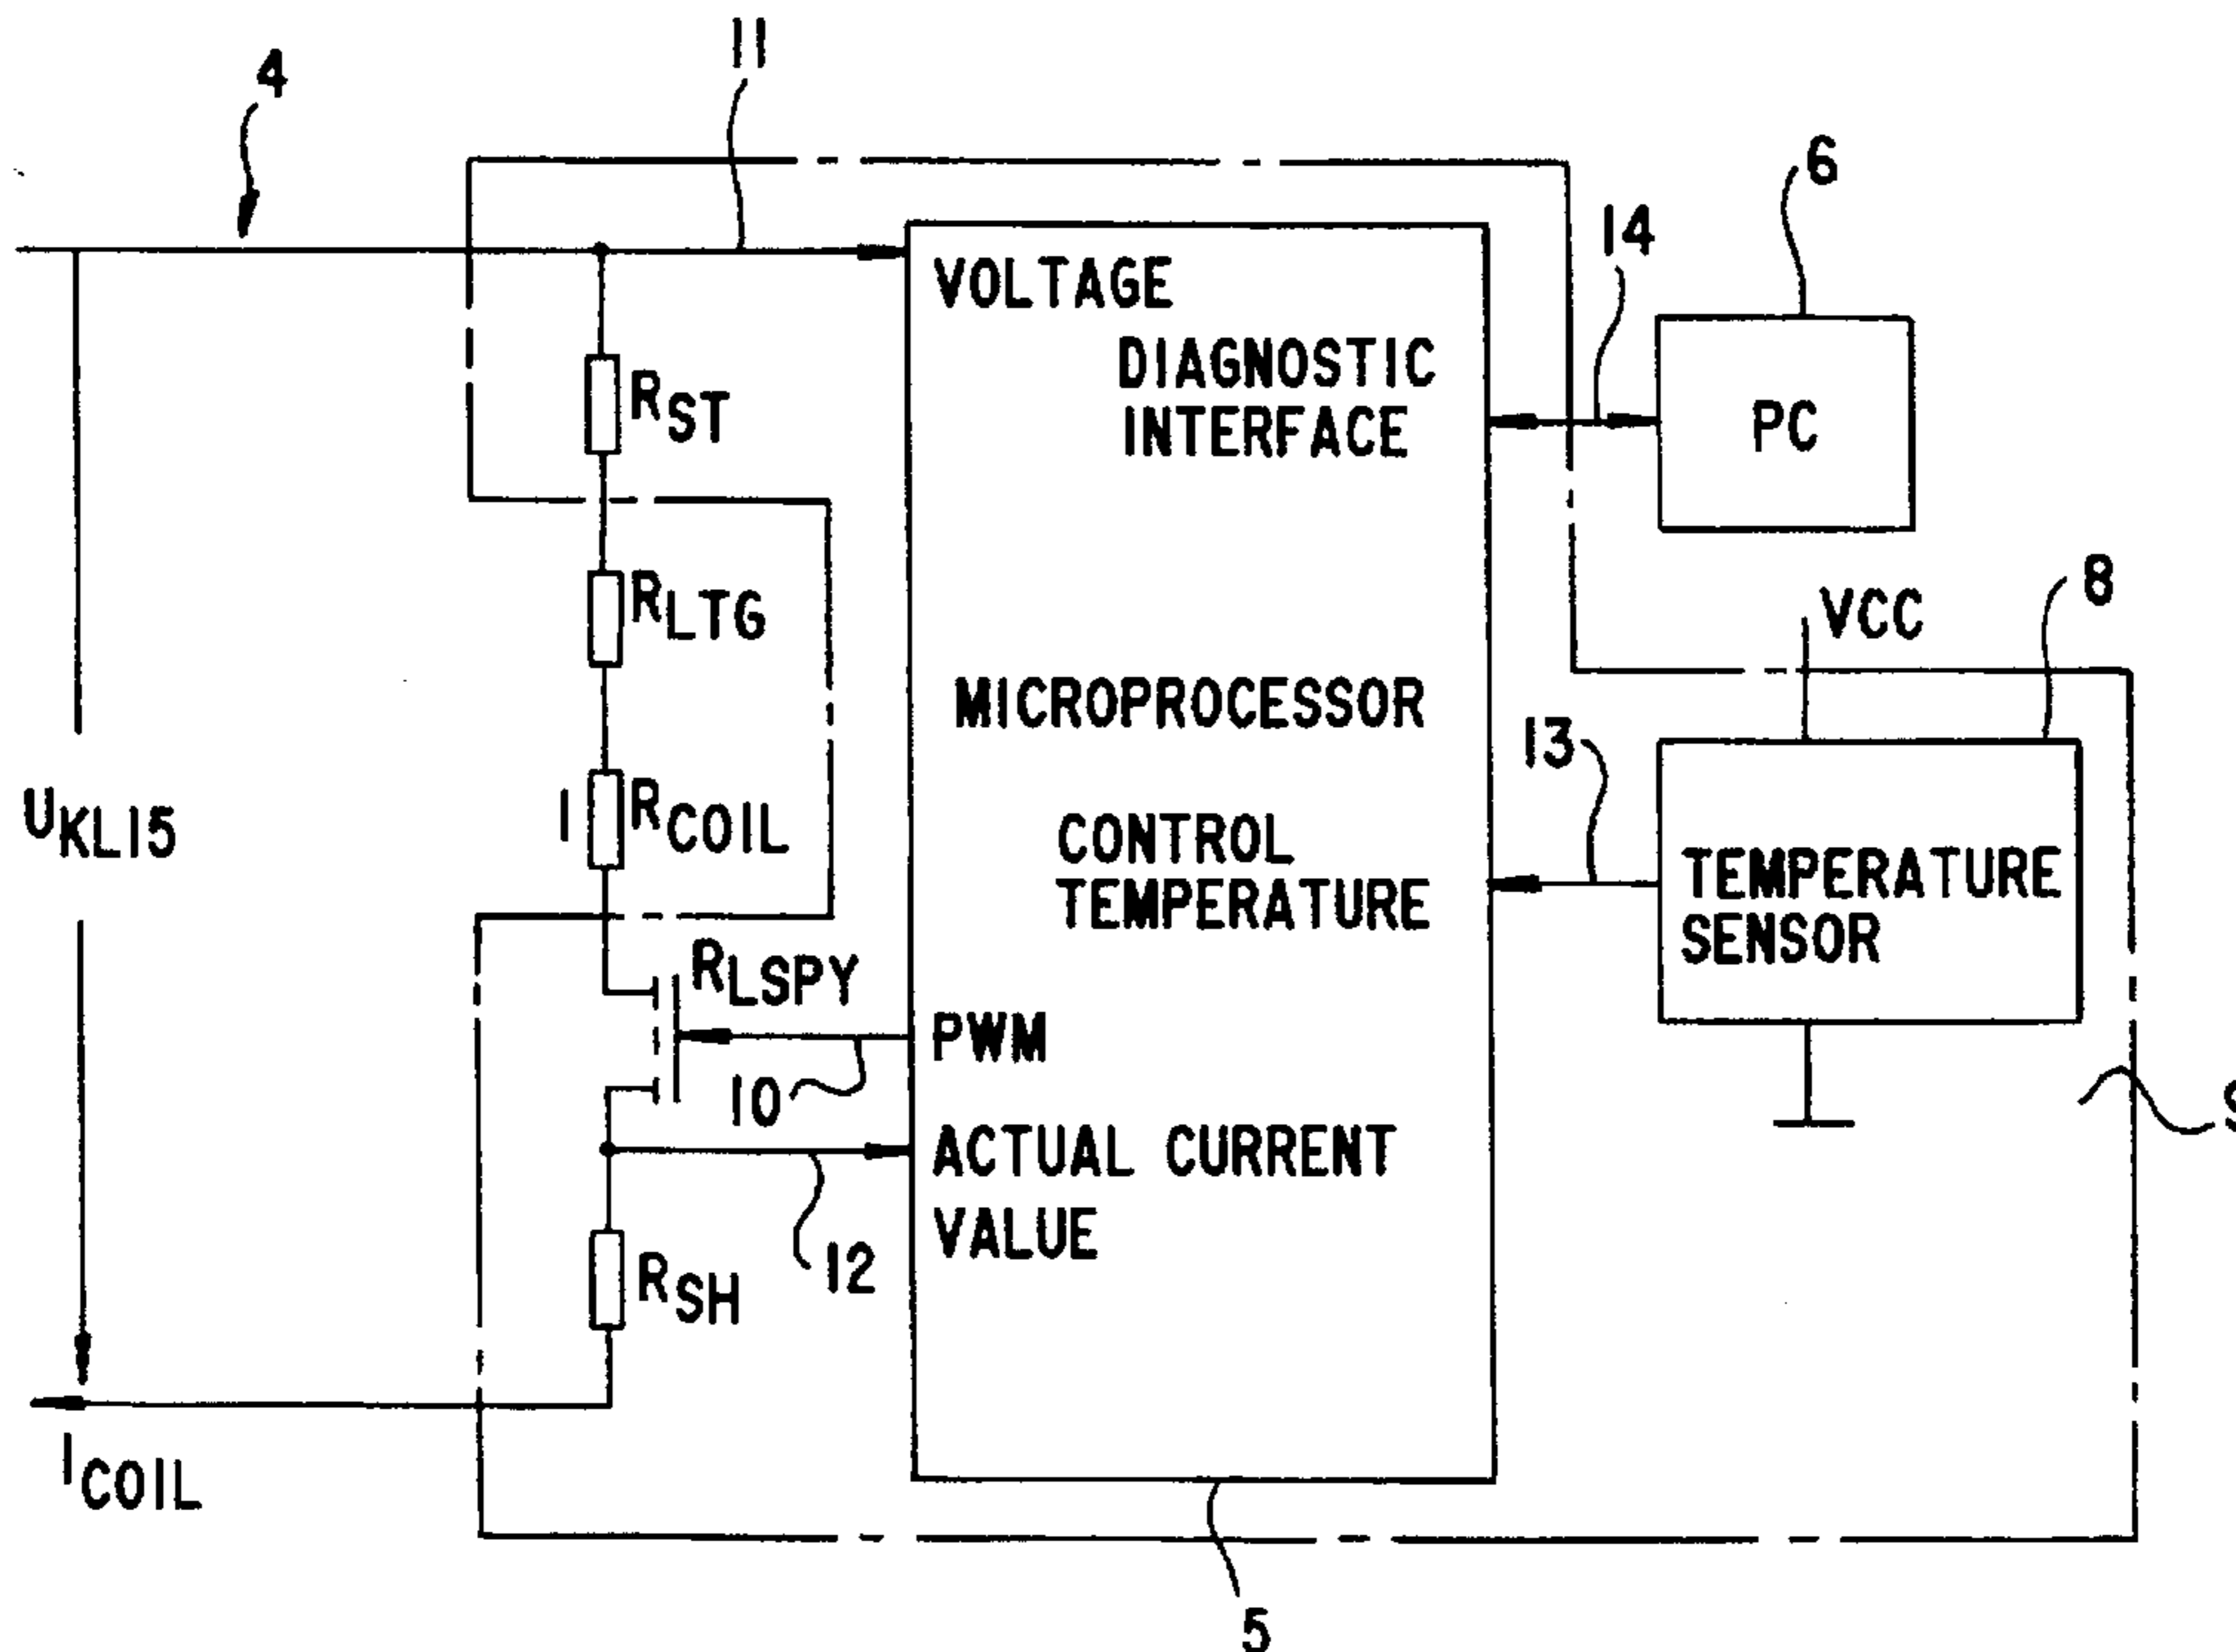 11
4
6
14
VOLTAGE
DIAGNOSTIC
INTERFACE
PC
RST
RLTG
VCC
8
MICROPROCESSOR
13
UKL15
1
RCOIL
CONTROL
TEMPERATURE
TEMPERATURE
SENSOR
RLSPY
PWM
10
ACTUAL CURRENT
VALUE
12
RSH
ICOIL
5